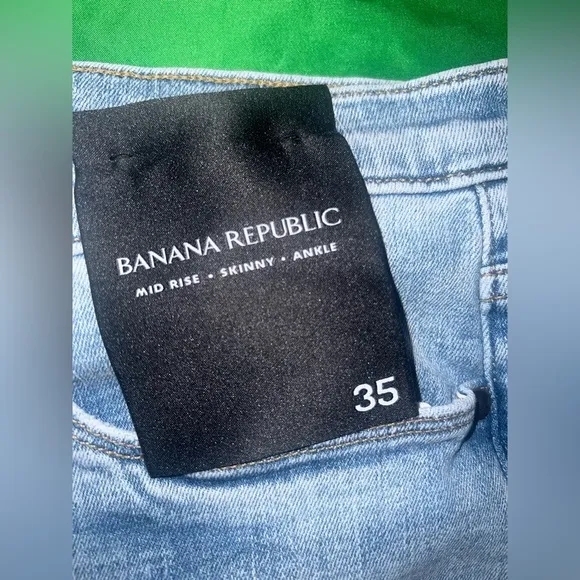 BANANA REPUBLIC
MID RISE • SKINNY • ANKLE
35